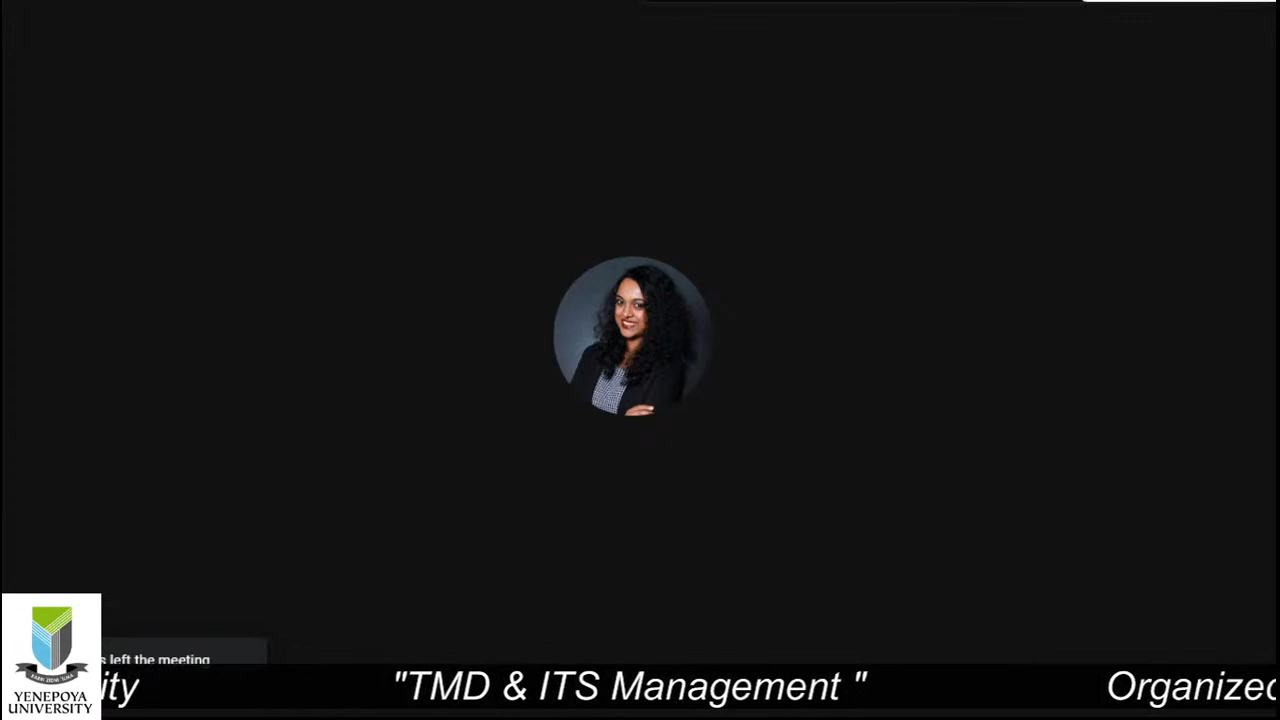 s left the meeting
ity "TMD & ITS Management " Organized
YENEPOYA
UNIVERSITY